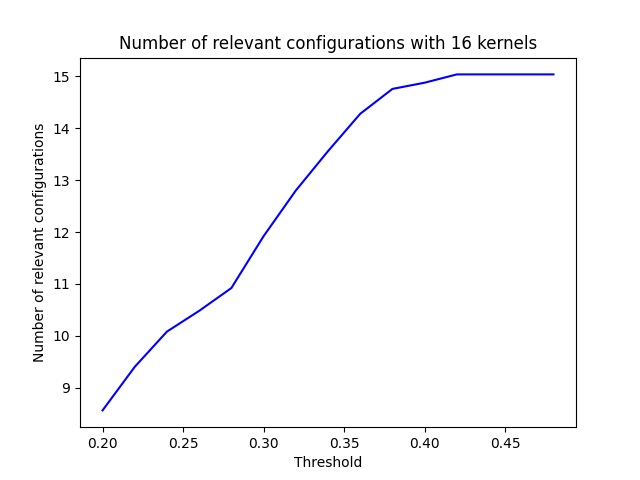 Number of relevant configurations with 16 kernels
Number of relevant configurations
15
14
13
12
11
10
9
0.20 0.25 0.30 0.35 0.40 0.45
Threshold